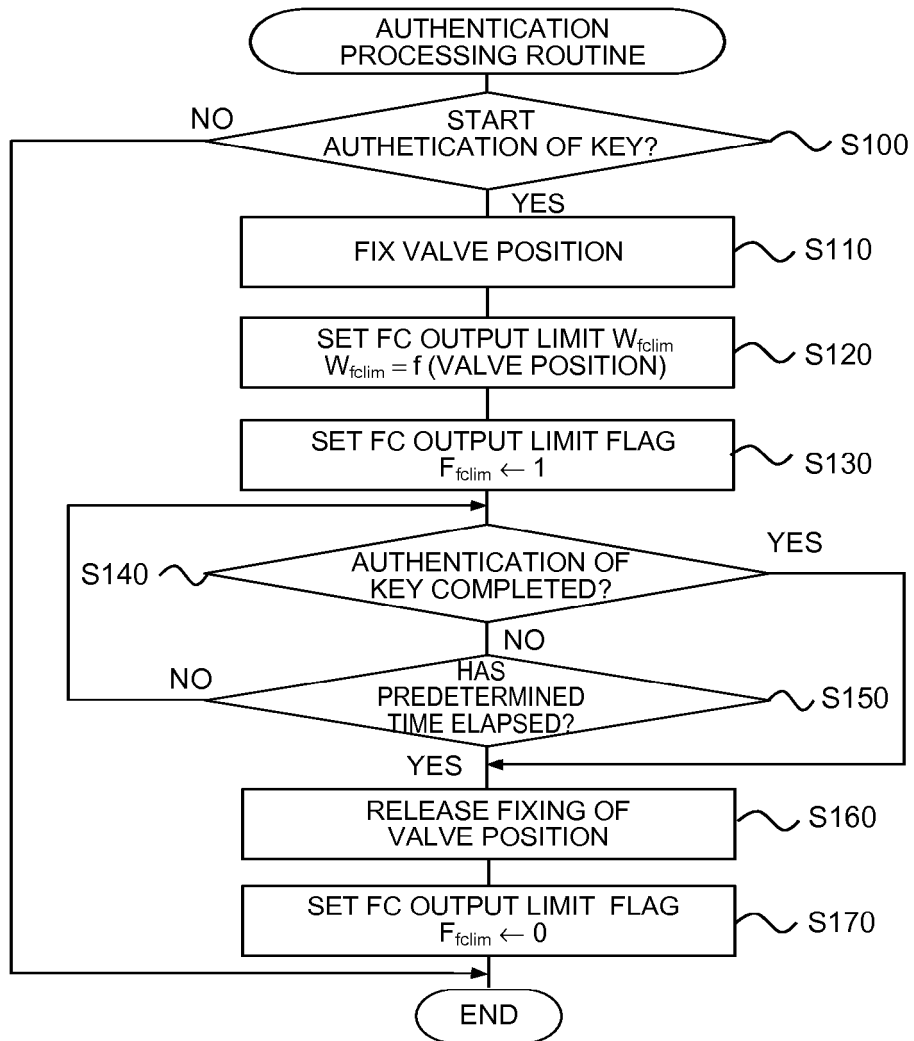 AUTHENTICATION
PROCESSING ROUTINE
NO
START
AUTHETICATION OF KEY?
S100
YES
FIX VALVE POSITION
S110
SET FC OUTPUT LIMIT Wfclim
Wfclim = f (VALVE POSITION)
S120
SET FC OUTPUT LIMIT FLAG
Ffclim ← 1
S130
YES
S140
AUTHENTICATION OF
KEY COMPLETED?
NO
NO
HAS
PREDETERMINED
TIME ELAPSED?
S150
YES
RELEASE FIXING OF
VALVE POSITION
S160
SET FC OUTPUT LIMIT FLAG
Ffclim ← 0
S170
END